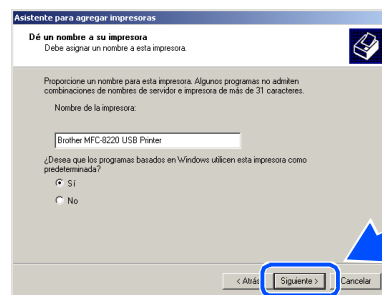 Asistente para agregar impresoras
Dé un nombre a su impresora
Debe asignar un nombre a esta impresora.
Proporcione un nombre para esta impresora. Algunos programas no admiten
combinaciones de nombres de servidor e impresora de más de 31 caracteres.
Nombre de la impresora:
Brother MFC-8220 USB Printer
¿Desea que los programas basados en Windows utilicen esta impresora como
predeterminada?
Sí
No
< Atrás Siguiente > Cancelar